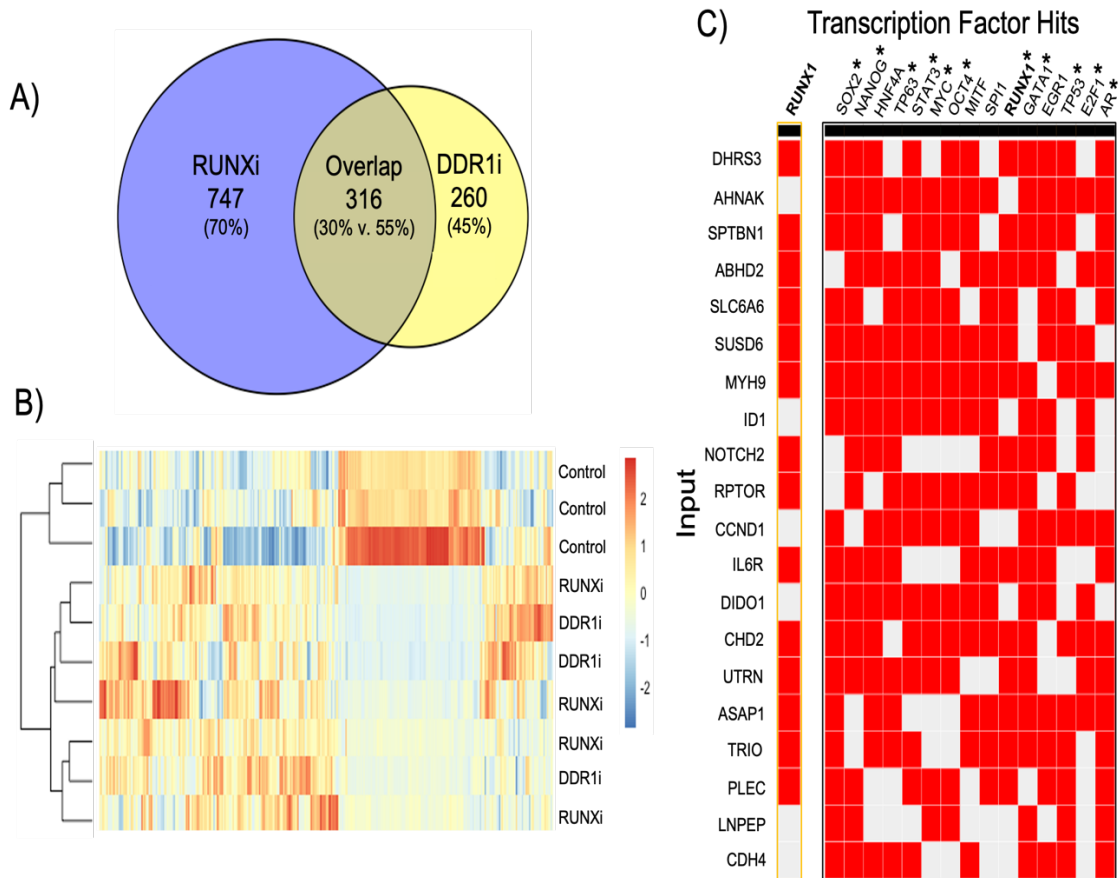 A)
RUNXi
747
(70%)
Overlap
316
(30% v. 55%)
DDR1i
260
(45%)
B)
Control
Control
Control
RUNXi
DDR1i
DDR1i
RUNXi
RUNXi
DDR1i
RUNXi
2
1
0
-1
-2
C)
Transcription Factor Hits
RUNX1
SOX2*
NANOG*
HNF4A
TP63*
STAT3*
MYC*
OCT4*
MITF
SPI1
RUNX1*
GATA1*
EGR1
TP53*
E2F1*
AR*
Input
DHRS3
AHNAK
SPTBN1
ABHD2
SLC6A6
SUSD6
MYH9
ID1
NOTCH2
RPTOR
CCND1
IL6R
DIDO1
CHD2
UTRN
ASAP1
TRIO
PLEC
LNPEP
CDH4